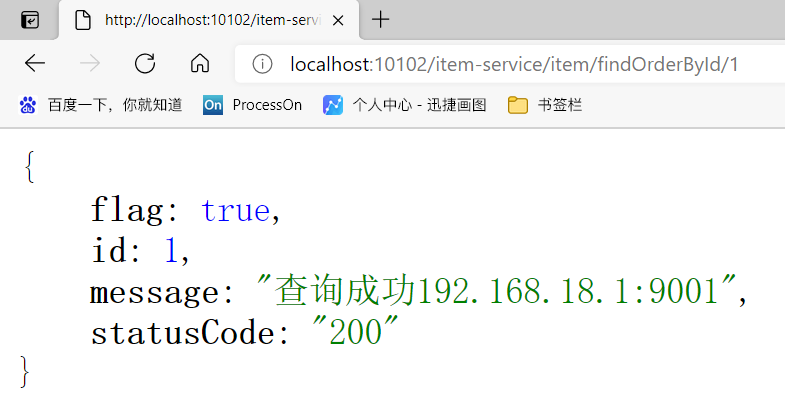 http://localhost:10102/item-servi
localhost:10102/item-service/item/findOrderById/1
百度一下，你就知道 On ProcessOn 个人中心 - 迅捷画图 书签栏
{
flag: true,
id: 1,
message: "查询成功192.168.18.1:9001",
statusCode: "200"
}